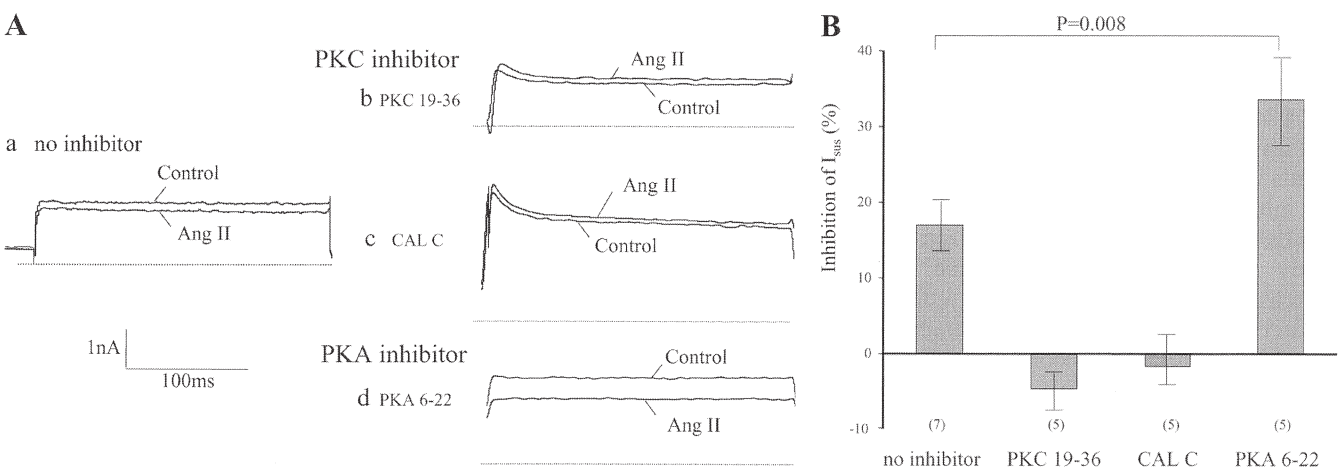 A
PKC inhibitor
b PKC 19-36
Ang II
Control
a no inhibitor
Control
Ang II
c CAL C
Ang II
Control
1nA
100ms
PKA inhibitor
d PKA 6-22
Control
Ang II
B
P=0.008
Inhibition of Isus (%)
40
30
20
10
0
-10
(7) (5) (5) (5)
no inhibitor PKC 19-36 CAL C PKA 6-22